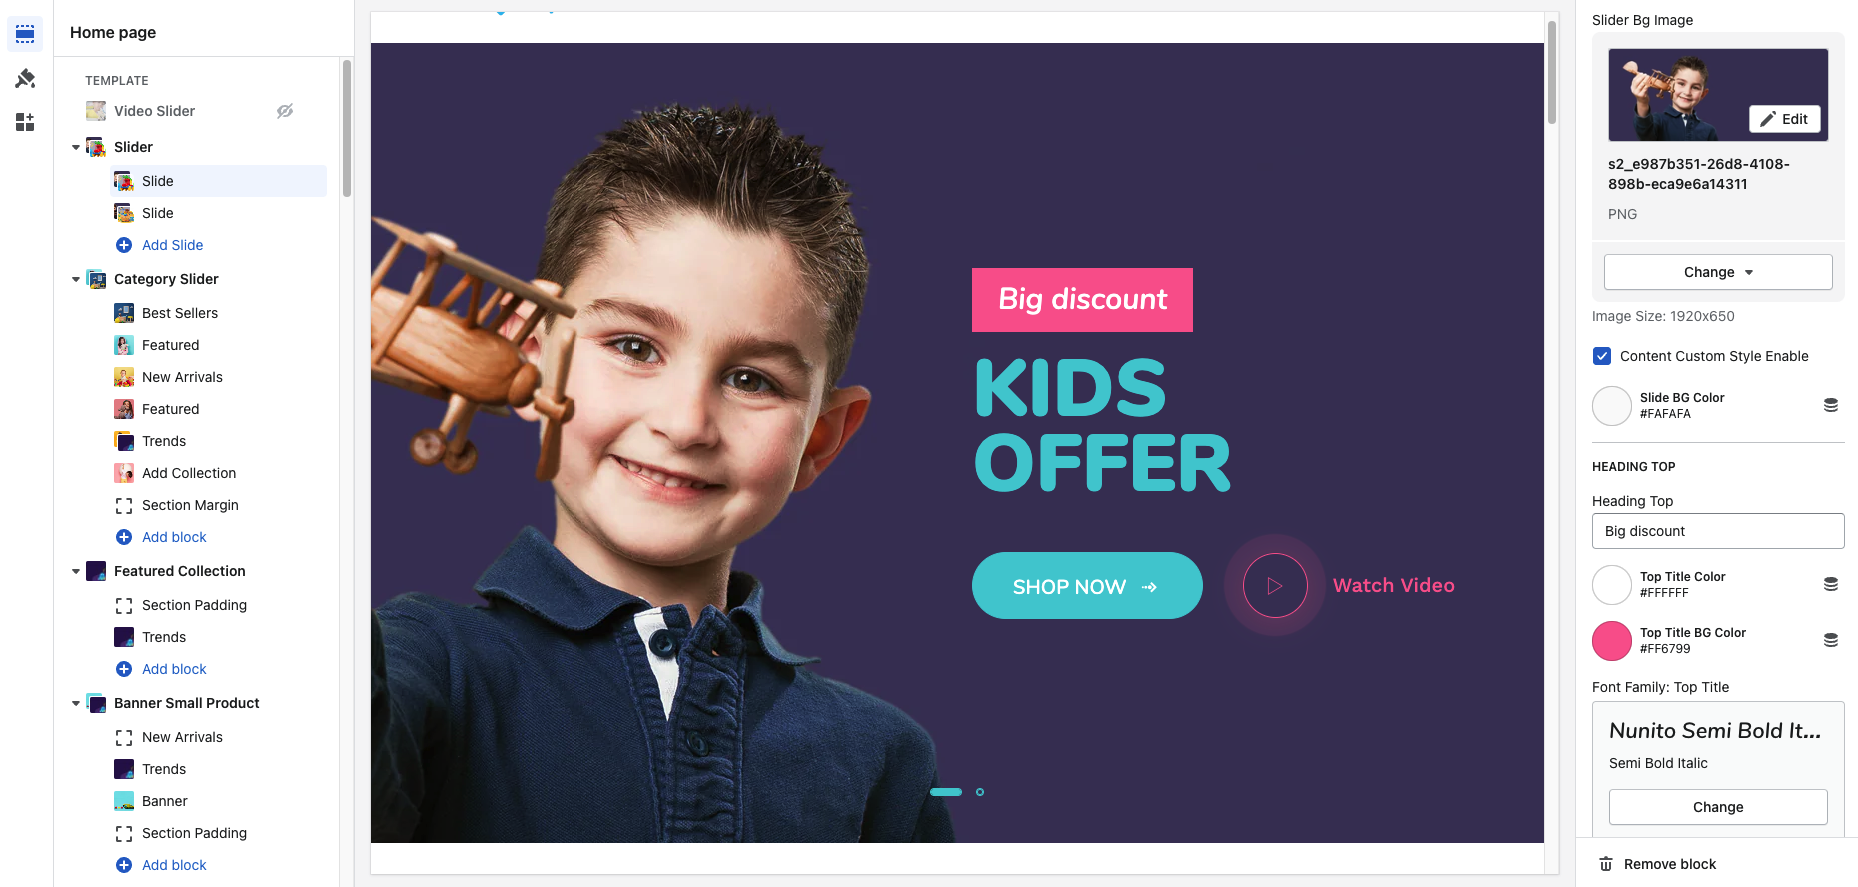 Home page
TEMPLATE
Video Slider
Slider
Slide
Slide
Add Slide
Category Slider
Best Sellers
Featured
New Arrivals
Featured
Trends
Add Collection
Section Margin
Add block
Featured Collection
Section Padding
Trends
Add block
Banner Small Product
New Arrivals
Trends
Banner
Section Padding
Add block
Big discount
KIDS
OFFER
SHOP NOW
Watch Video
Slider Bg Image
Edit
s2_e987b351-26d8-4108-
898b-eca9e6a14311
PNG
Change
Image Size: 1920x650
Content Custom Style Enable
Slide BG Color
#FAFAFA
HEADING TOP
Heading Top
Big discount
Top Title Color
#FFFFFF
Top Title BG Color
#FF6799
Font Family: Top Title
Nunito Semi Bold It...
Semi Bold Italic
Change
Remove block